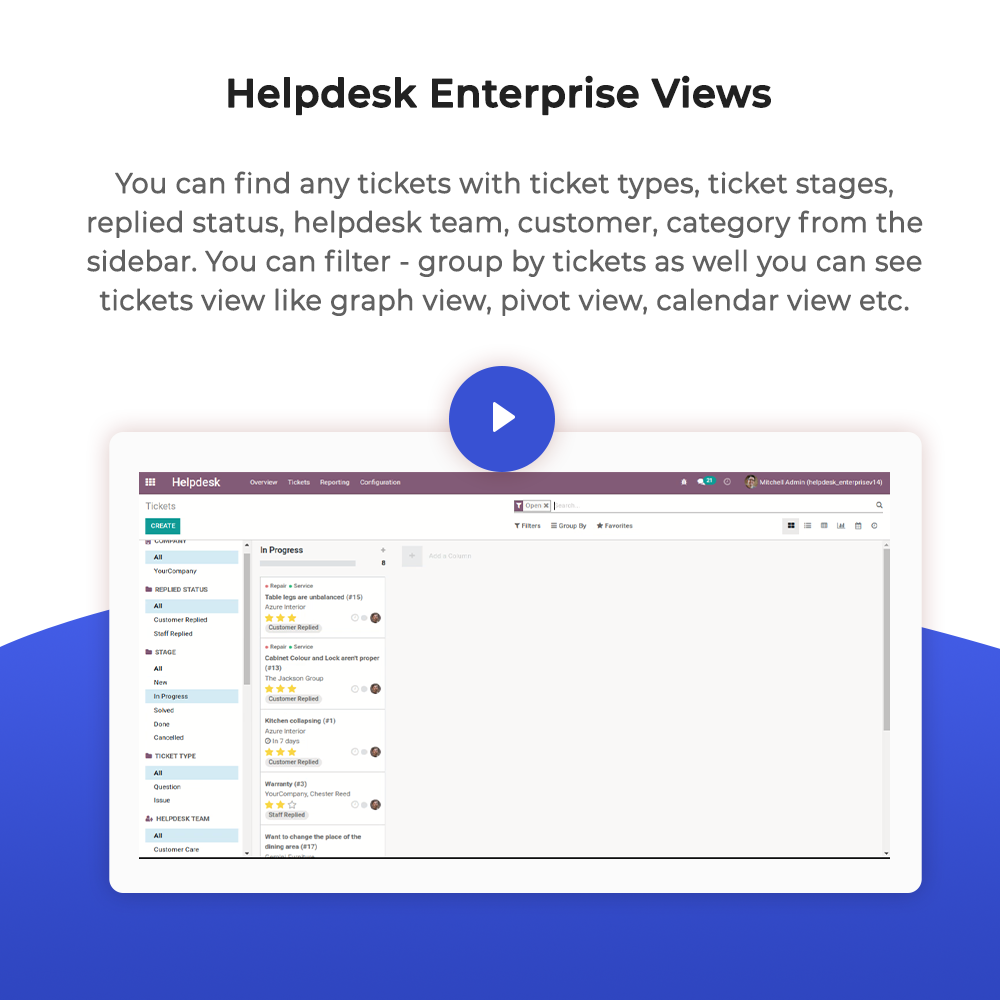 Helpdesk Enterprise Views
You can find any tickets with ticket types, ticket stages,
replied status, helpdesk team, customer, category from the
sidebar. You can filter - group by tickets as well you can see
tickets view like graph view, pivot view, calendar view etc.
Helpdesk Overview Tickets Reporting Configuration 21 Mitchell Admin (helpdesk_enterprisev14)
Tickets
Open Search...
CREATE
Filters Group By Favorites
COMPANY
All
YourCompany
REPLIED STATUS
All
Customer Replied
Staff Replied
STAGE
All
New
In Progress
Solved
Done
Cancelled
TICKET TYPE
All
Question
Issue
HELPDESK TEAM
All
Customer Care
In Progress
8
Add a Column
Repair Service
Table legs are unbalanced (#15)
Azure Interior
Customer Replied
Repair Service
Cabinet Colour and Lock aren't proper
(#13)
The Jackson Group
Customer Replied
Kitchen collapsing (#1)
Azure Interior
In 7 days
Customer Replied
Warranty (#3)
YourCompany, Chester Reed
Staff Replied
Want to change the place of the
dining area (#17)